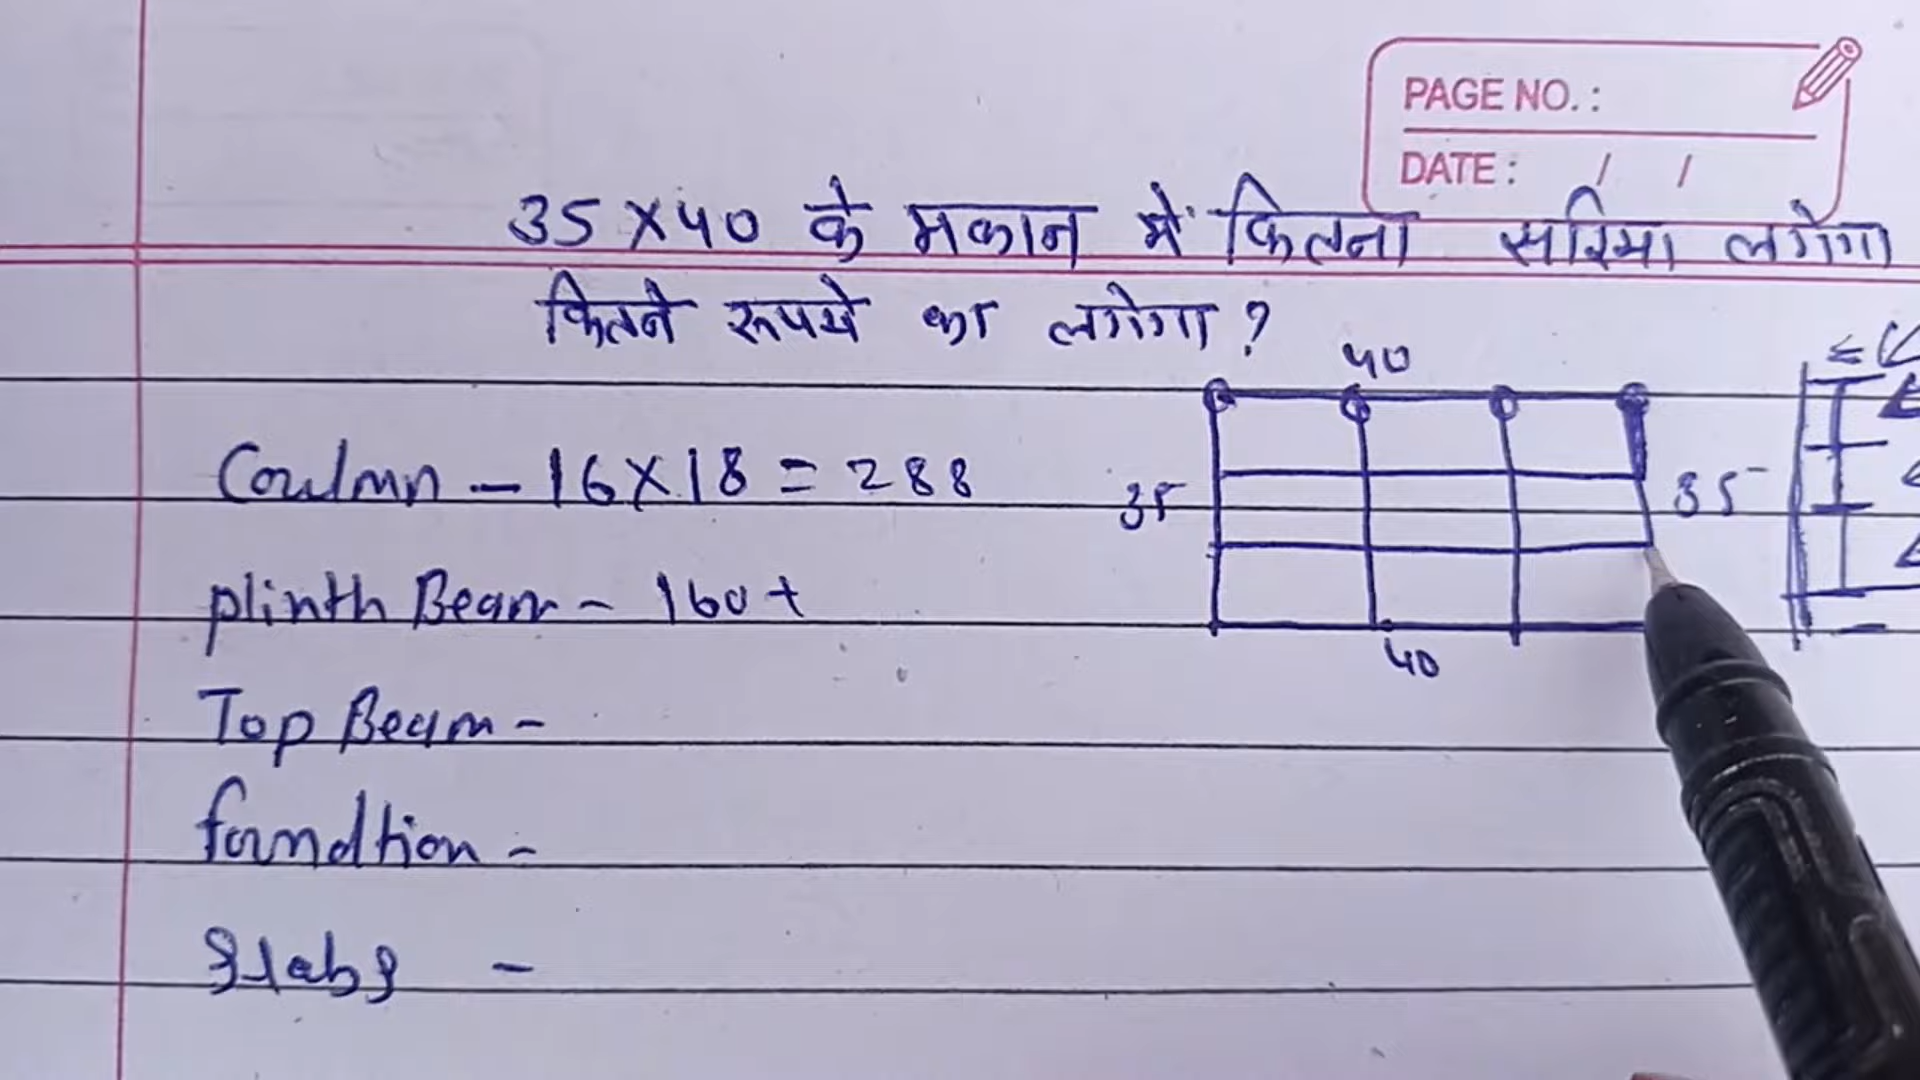 PAGE NO. :
DATE : / /
35 X 40 के मकान में कितना सरिया लगेगा
कितने रूपये का लगेगा ?
40
Coulmn - 16 X 18 = 288
35 35
plinth Beam - 160 +
40
Top Beam -
foundtion -
Slabs -